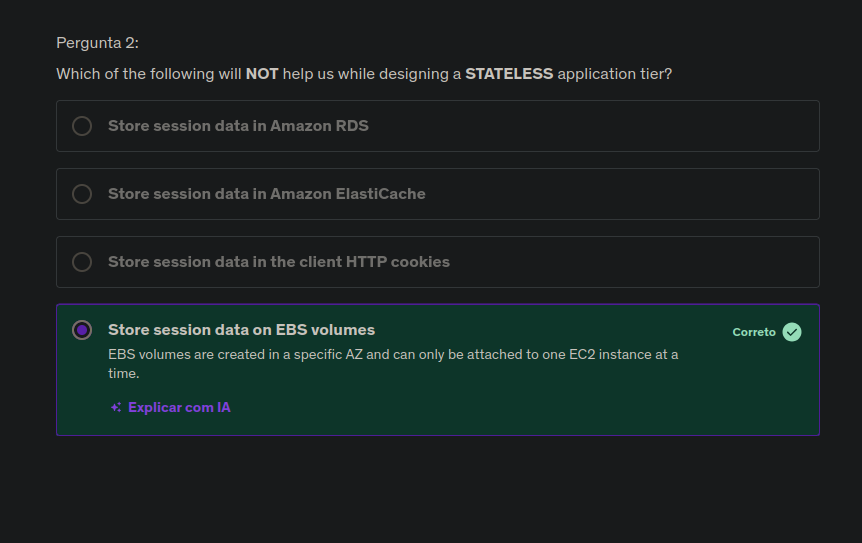 Pergunta 2:
Which of the following will NOT help us while designing a STATELESS application tier?
Store session data in Amazon RDS
Store session data in Amazon ElastiCache
Store session data in the client HTTP cookies
Store session data on EBS volumes
Correto
EBS volumes are created in a specific AZ and can only be attached to one EC2 instance at a
time.
Explicar com IA